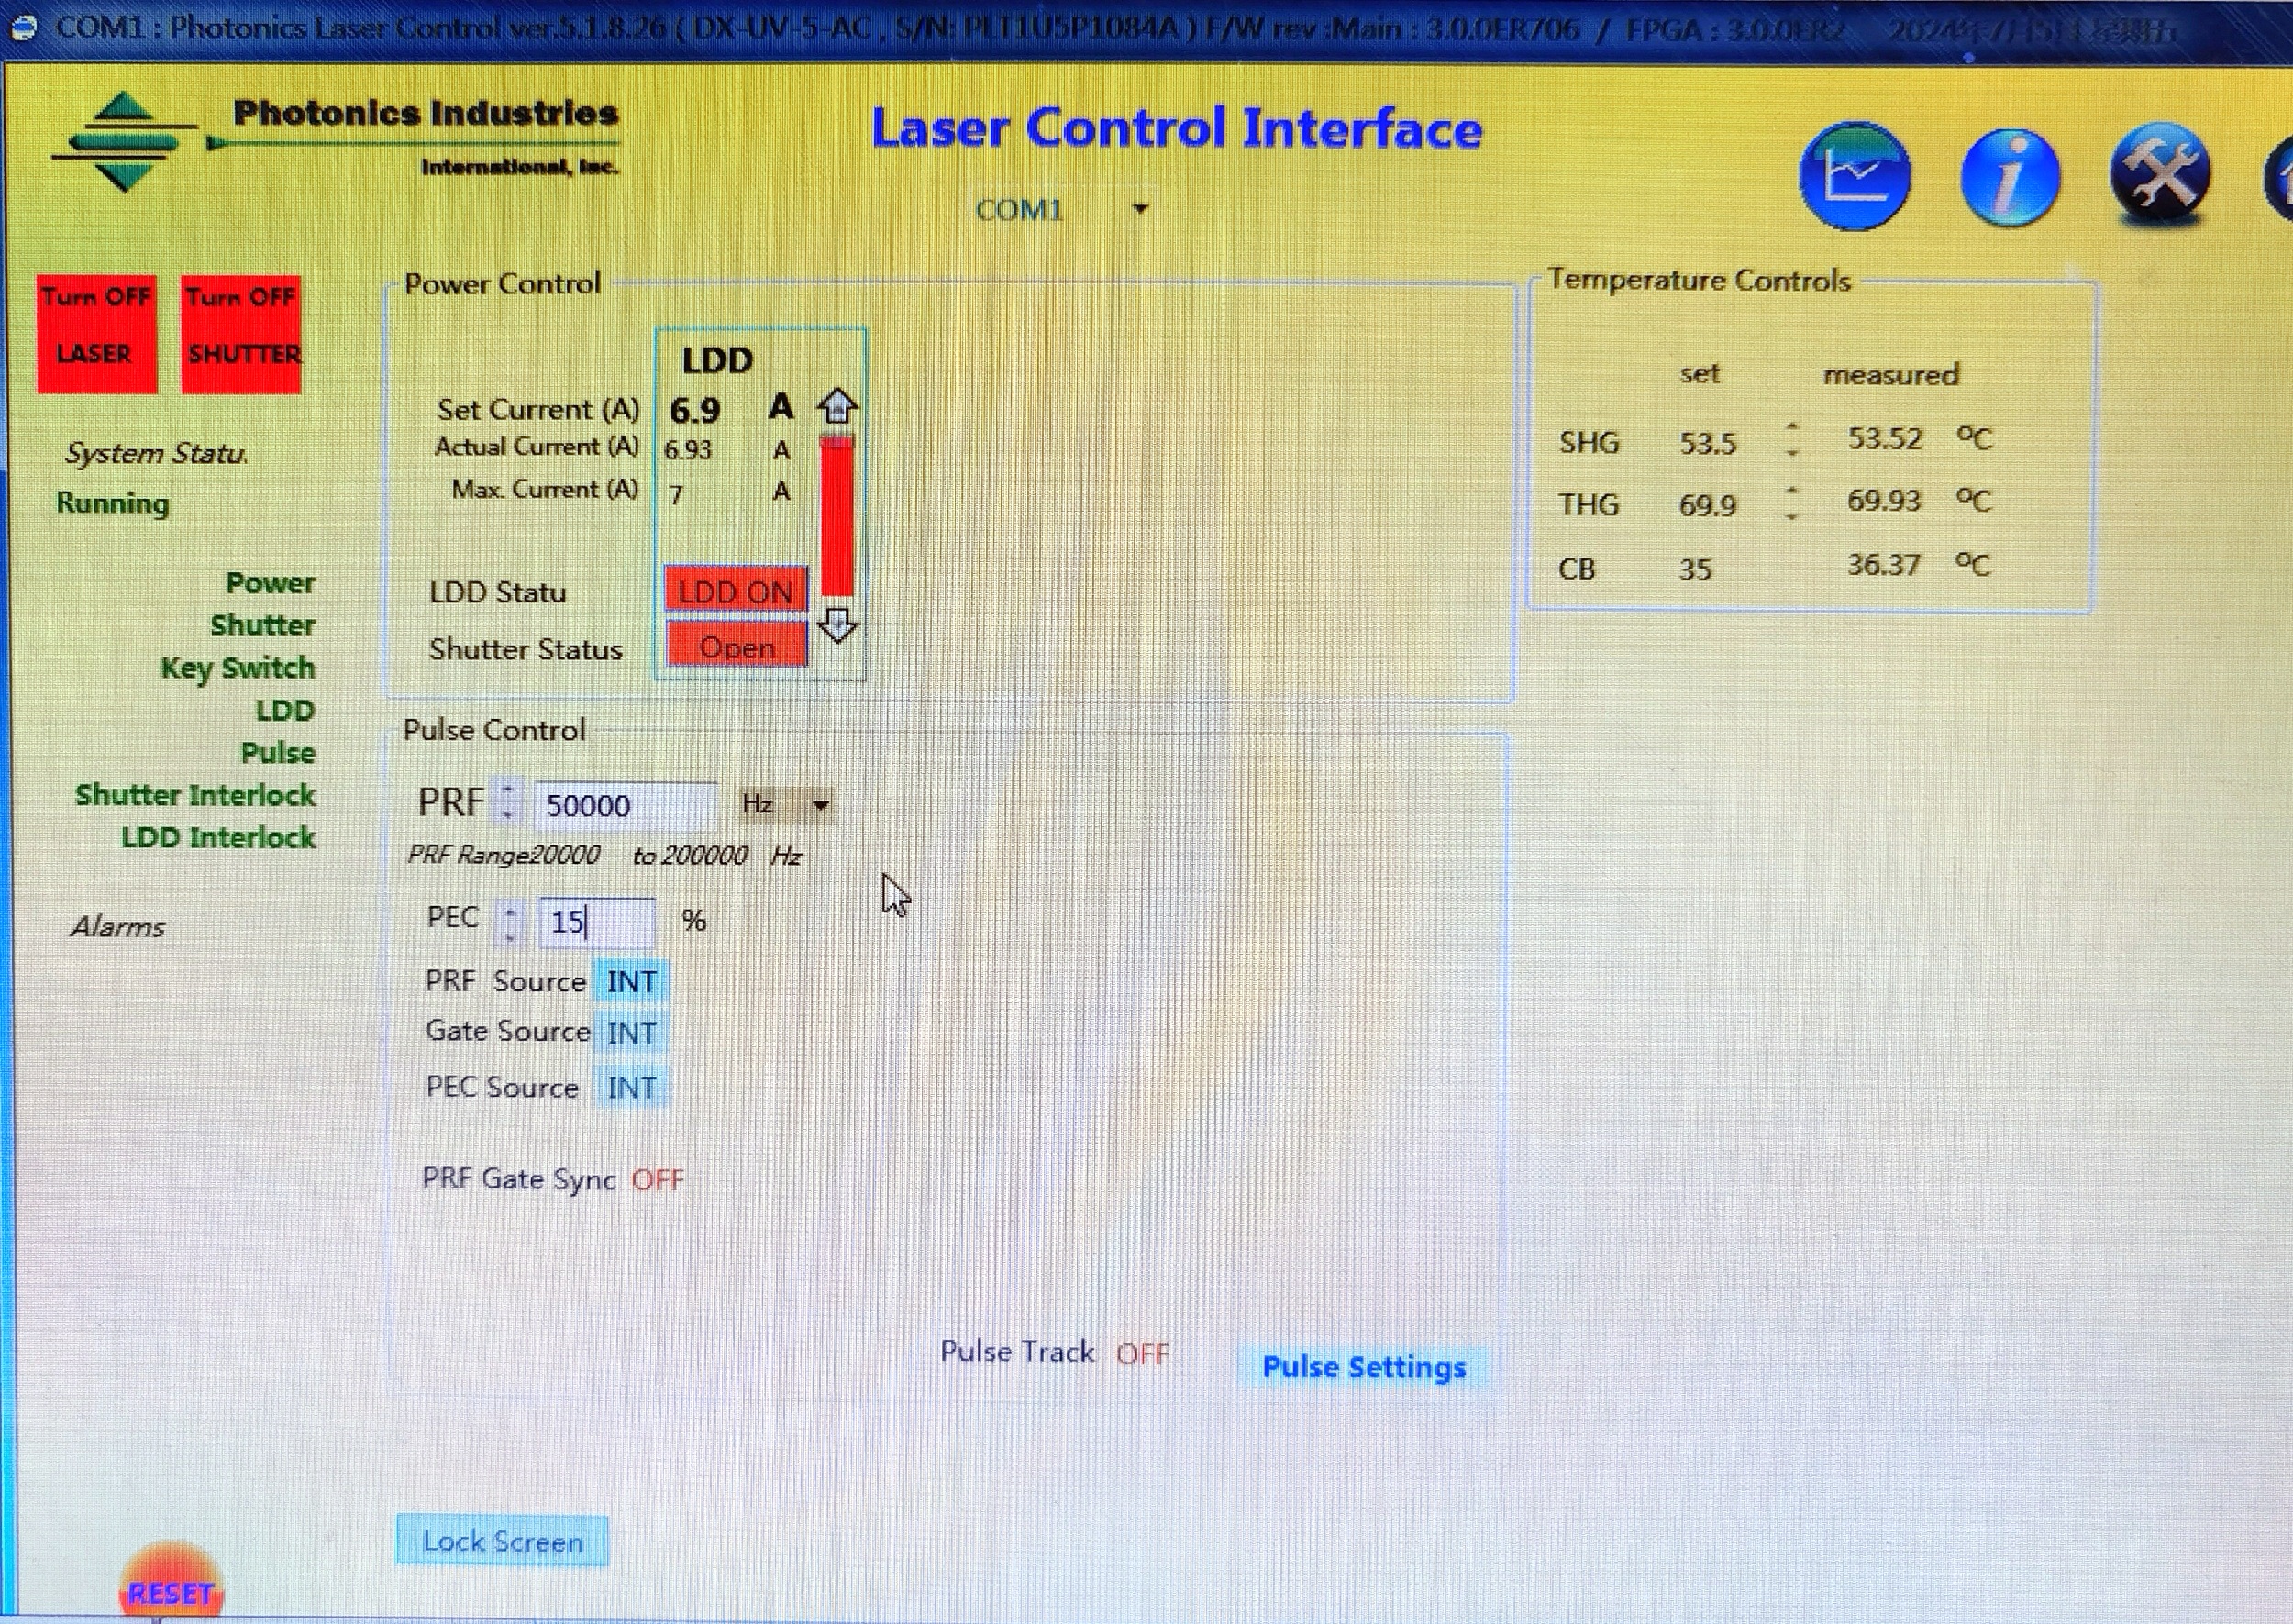 COM1 : Photonics Laser Control ver.5.1.8.26 ( DX-UV-5-AC , S/N: PLT1U5P1084A ) F/W rev :Main : 3.0.0ER706 / FPGA : 3.0.0ER2
Photonics Industries
International, Inc.
Laser Control Interface
COM1
Turn OFF
LASER
Turn OFF
SHUTTER
System Statu.
Running
Power
Shutter
Key Switch
LDD
Pulse
Shutter Interlock
LDD Interlock
Alarms
RESET
Power Control
LDD
Set Current (A) 6.9 A
Actual Current (A) 6.93 A
Max. Current (A) 7 A
LDD Statu LDD ON
Shutter Status Open
Temperature Controls
set measured
SHG 53.5 53.52 ºC
THG 69.9 69.93 ºC
CB 35 36.37 ºC
Pulse Control
PRF 50000 Hz
PRF Range20000 to 200000 Hz
PEC 15 %
PRF Source INT
Gate Source INT
PEC Source INT
PRF Gate Sync OFF
Pulse Track OFF
Pulse Settings
Lock Screen